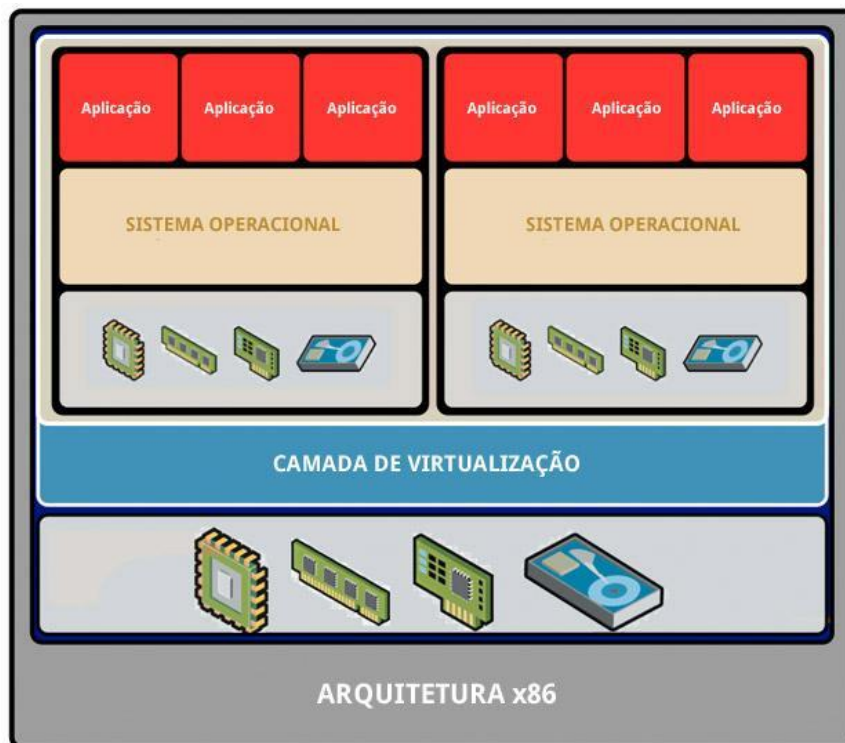 Aplicação Aplicação Aplicação Aplicação Aplicação Aplicação
SISTEMA OPERACIONAL SISTEMA OPERACIONAL
CAMADA DE VIRTUALIZAÇÃO
ARQUITETURA x86